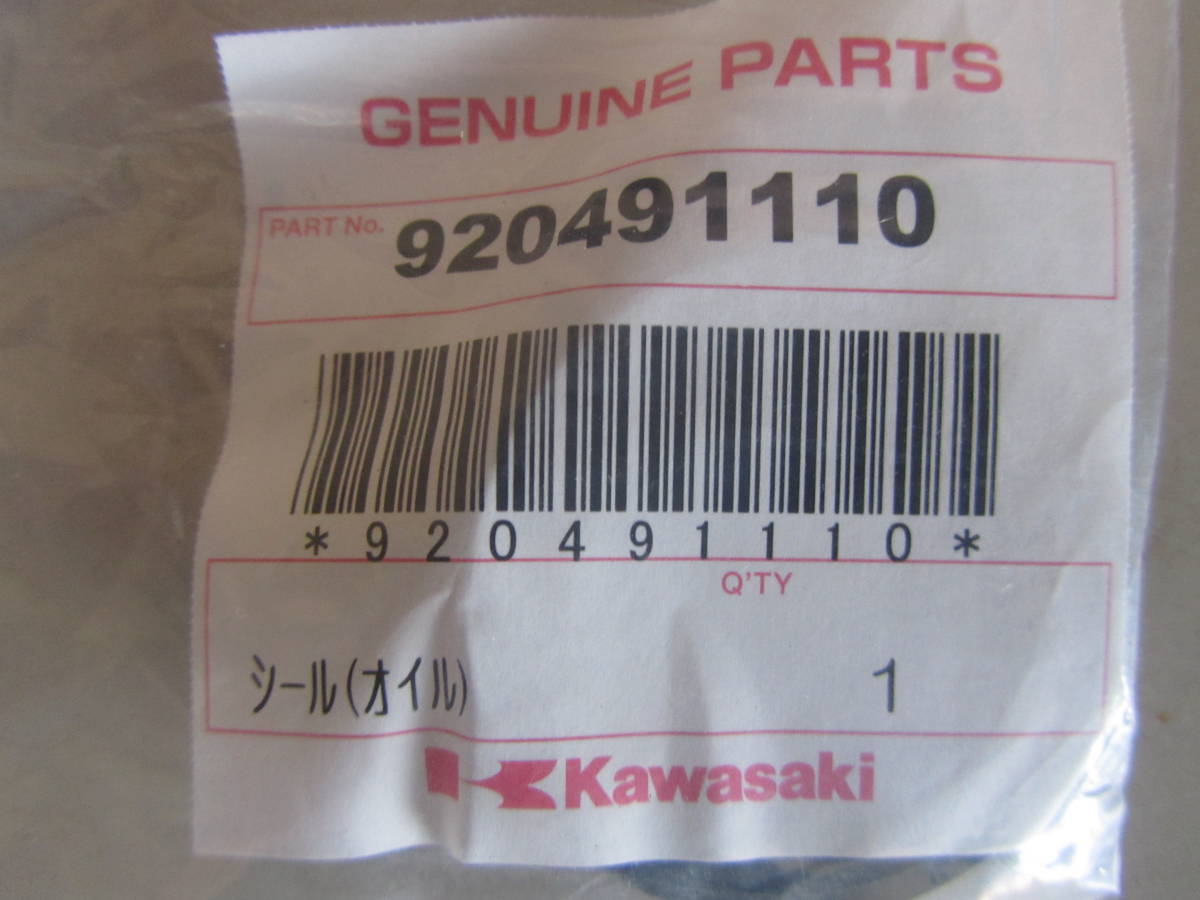 GENUINE PARTS
PART No. 920491110
*920491110*
Q'TY
シール(オイル) 1
Kawasaki